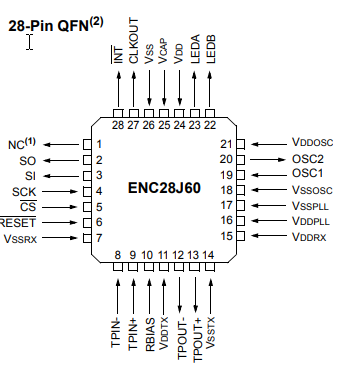 28-Pin QFN(2)
INT
CLKOUT
VSS
VCAP
VDD
LEDA
LEDB
28 27 26 25 24 23 22
NC(1) 1
SO 2
SI 3
SCK 4
CS 5
RESET 6
VSSRX 7
ENC28J60
21 VDDOSC
20 OSC2
19 OSC1
18 VSSOSC
17 VSSPLL
16 VDDPLL
15 VDDRX
8 9 10 11 12 13 14
TPIN-
TPIN+
RBIAS
VDDTX
TPOUT-
TPOUT+
VSSTX